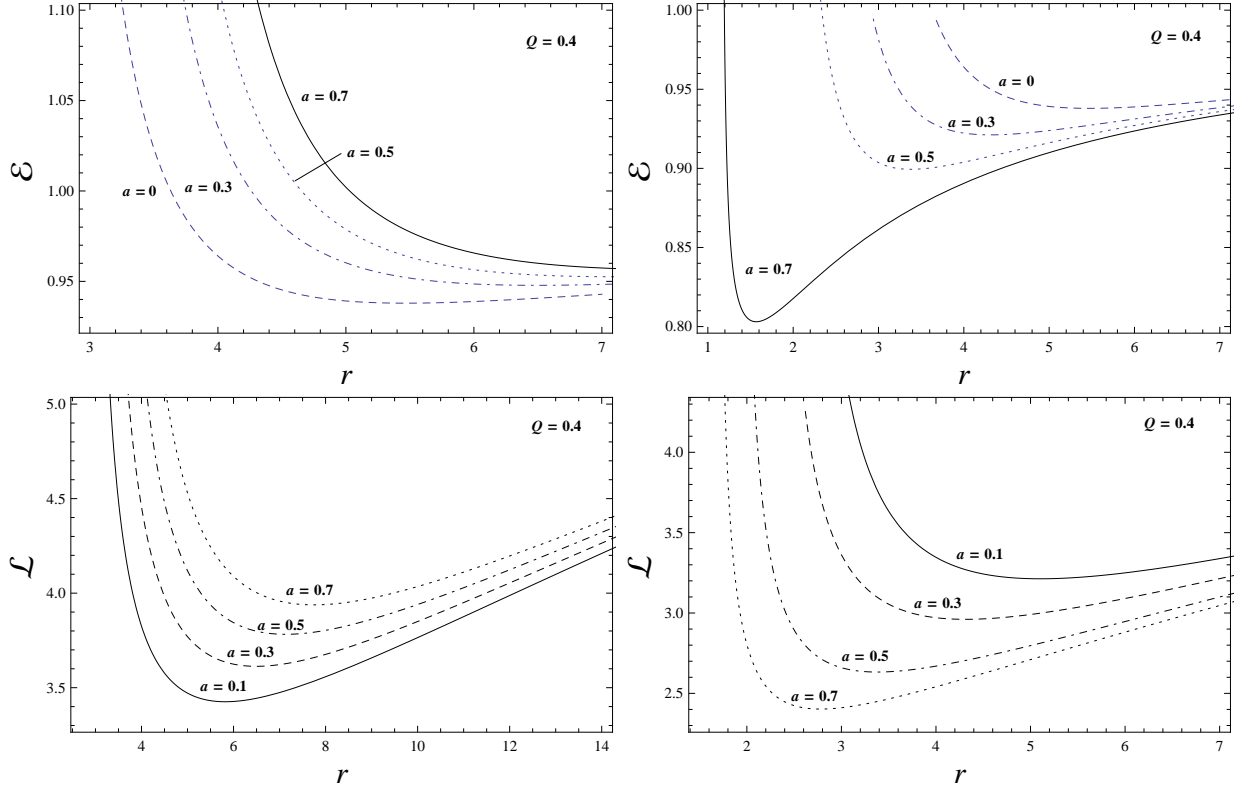 1.10
1.05
1.00
0.95
Q = 0.4
a = 0.7
a = 0.5
a = 0
a = 0.3
ℰ
3
4
5
6
7
r
1.00
0.95
0.90
0.85
0.80
Q = 0.4
a = 0
a = 0.3
a = 0.5
a = 0.7
ℰ
1
2
3
4
5
6
7
r
5.0
4.5
4.0
3.5
Q = 0.4
a = 0.7
a = 0.5
a = 0.3
a = 0.1
ℒ
4
6
8
10
12
14
r
4.0
3.5
3.0
2.5
Q = 0.4
a = 0.1
a = 0.3
a = 0.5
a = 0.7
ℒ
2
3
4
5
6
7
r